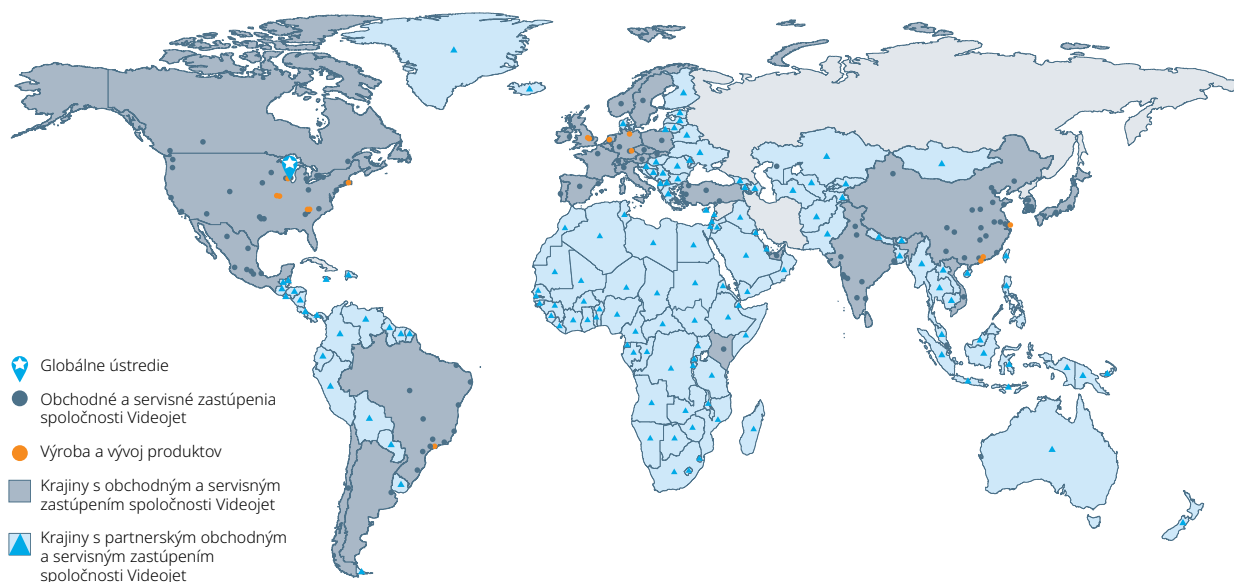 Globálne ústredie
Obchodné a servisné zastúpenia
spoločnosti Videojet
Výroba a vývoj produktov
Krajiny s obchodným a servisným
zastúpením spoločnosti Videojet
Krajiny s partnerským obchodným
a servisným zastúpením
spoločnosti Videojet